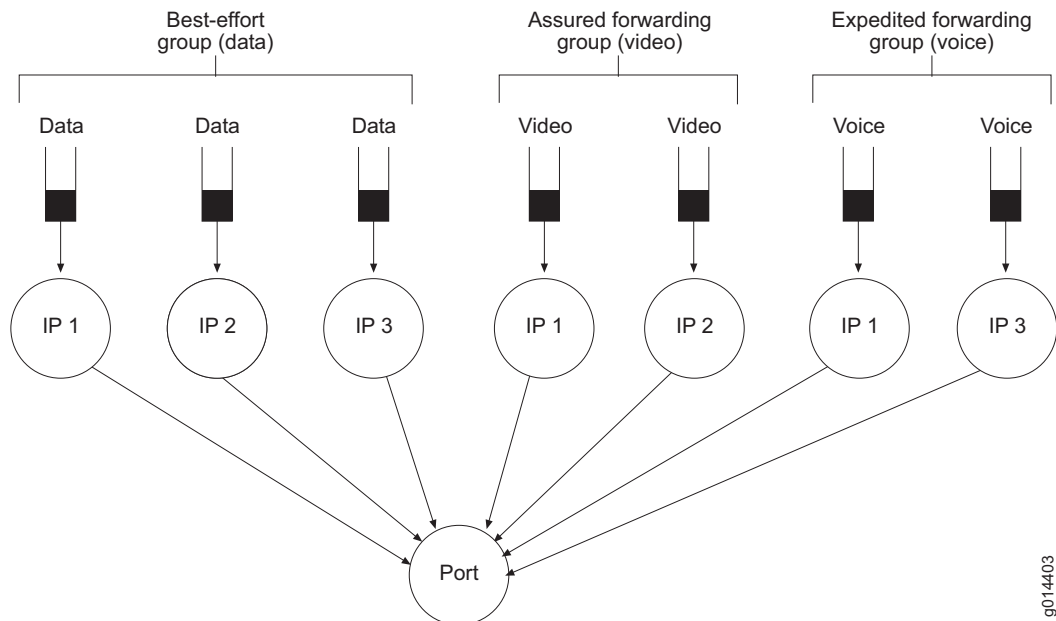 Best-effort
group (data)
Assured forwarding
group (video)
Expedited forwarding
group (voice)
Data
Data
Data
Video
Video
Voice
Voice
IP 1
IP 2
IP 3
IP 1
IP 2
IP 1
IP 3
Port
g014403